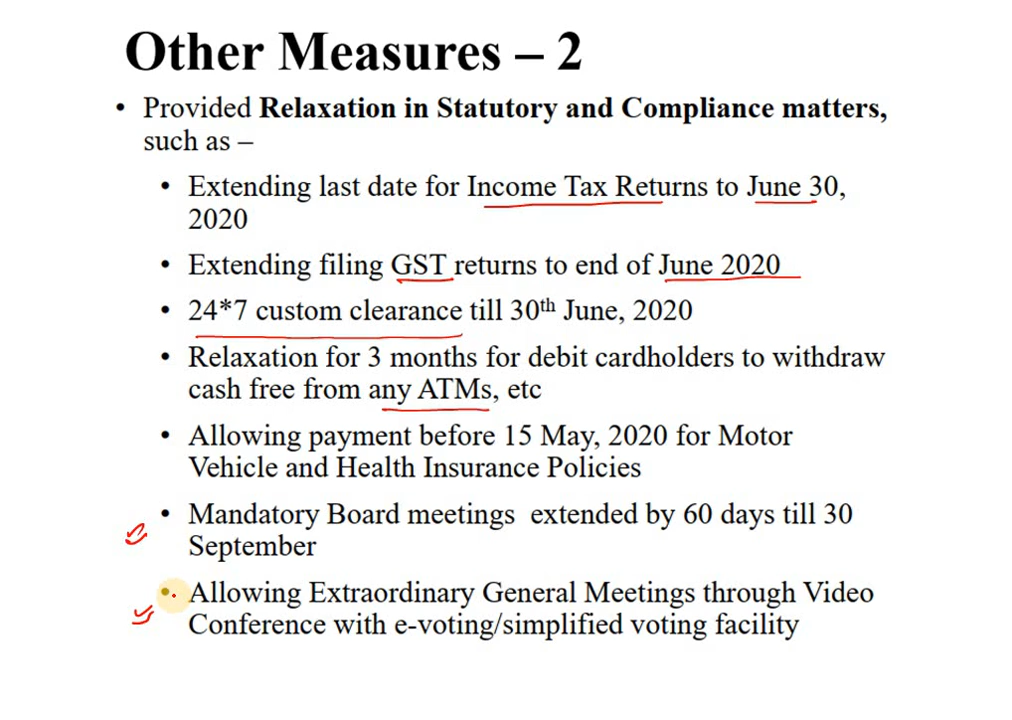 Other Measures – 2
• Provided Relaxation in Statutory and Compliance matters,
such as –
• Extending last date for Income Tax Returns to June 30,
2020
• Extending filing GST returns to end of June 2020
• 24*7 custom clearance till 30th June, 2020
• Relaxation for 3 months for debit cardholders to withdraw
cash free from any ATMs, etc
• Allowing payment before 15 May, 2020 for Motor
Vehicle and Health Insurance Policies
• Mandatory Board meetings  extended by 60 days till 30
September
• Allowing Extraordinary General Meetings through Video
Conference with e-voting/simplified voting facility